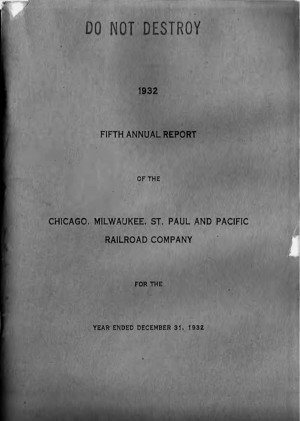 DO NOT DESTROY
1932
FIFTH ANNUAL REPORT
OF THE
CHICAGO, MILWAUKEE, ST. PAUL AND PACIFIC
RAILROAD COMPANY
FOR THE
YEAR ENDED DECEMBER 31, 1932